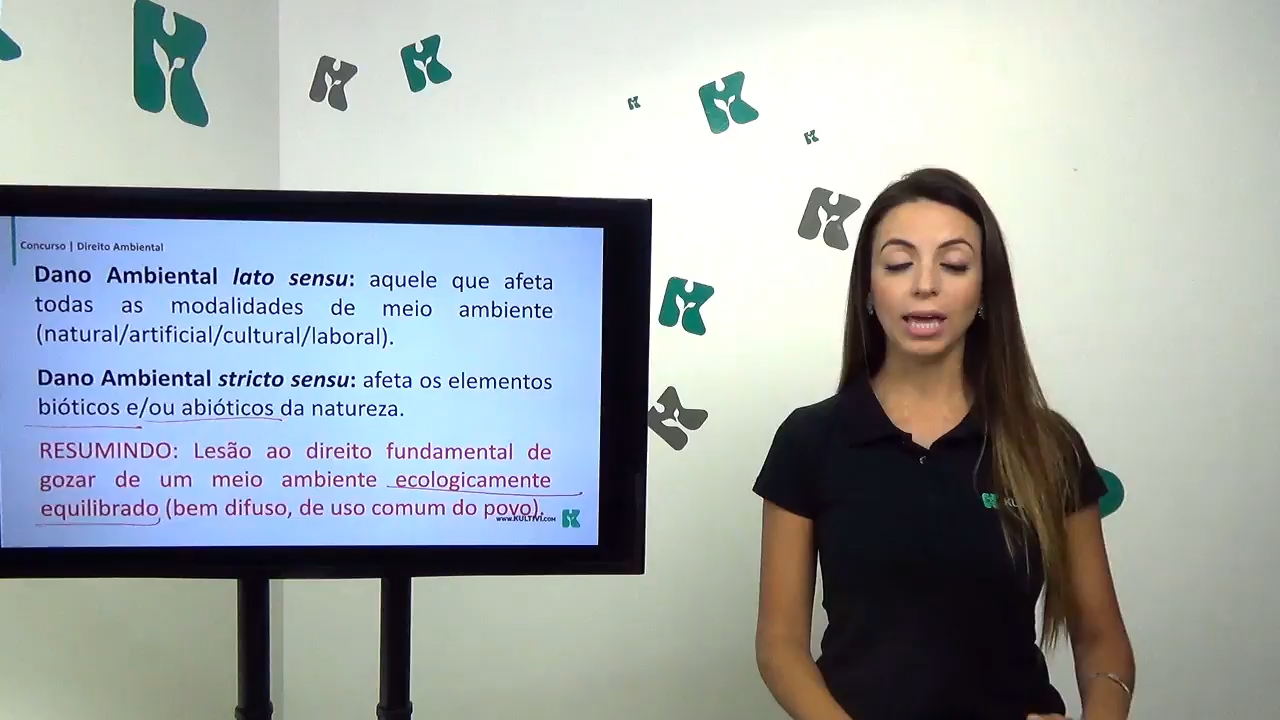 Concurso | Direito Ambiental
Dano Ambiental lato sensu: aquele que afeta
todas as modalidades de meio ambiente
(natural/artificial/cultural/laboral).
Dano Ambiental stricto sensu: afeta os elementos
bióticos e/ou abióticos da natureza.
RESUMINDO: Lesão ao direito fundamental de
gozar de um meio ambiente ecologicamente
equilibrado (bem difuso, de uso comum do povo).
www.KULTIVI.COM